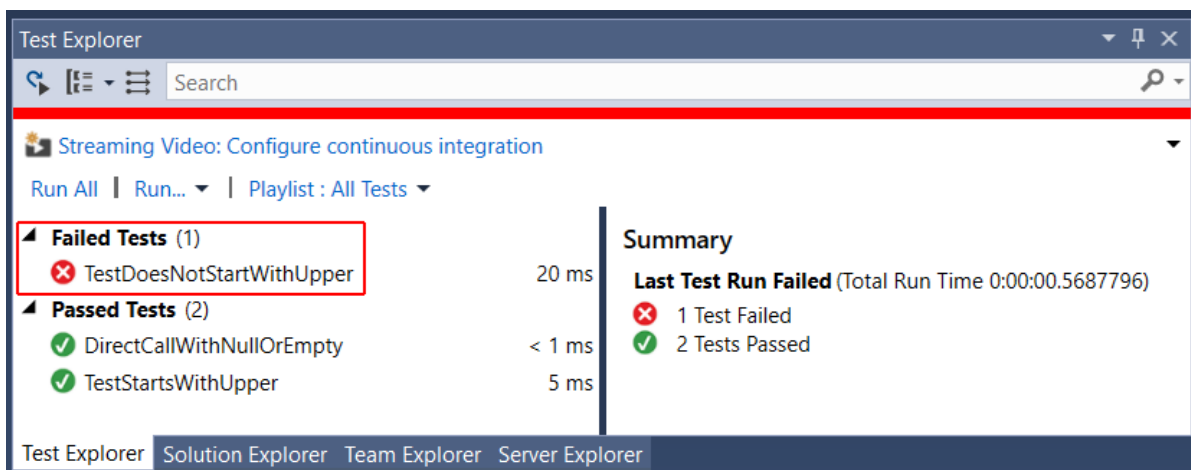 Test Explorer
Search
Streaming Video: Configure continuous integration
Run All | Run... | Playlist : All Tests
Failed Tests (1)
TestDoesNotStartWithUpper 20 ms
Passed Tests (2)
DirectCallWithNullOrEmpty < 1 ms
TestStartsWithUpper 5 ms
Summary
Last Test Run Failed (Total Run Time 0:00:00.5687796)
1 Test Failed
2 Tests Passed
Test Explorer Solution Explorer Team Explorer Server Explorer